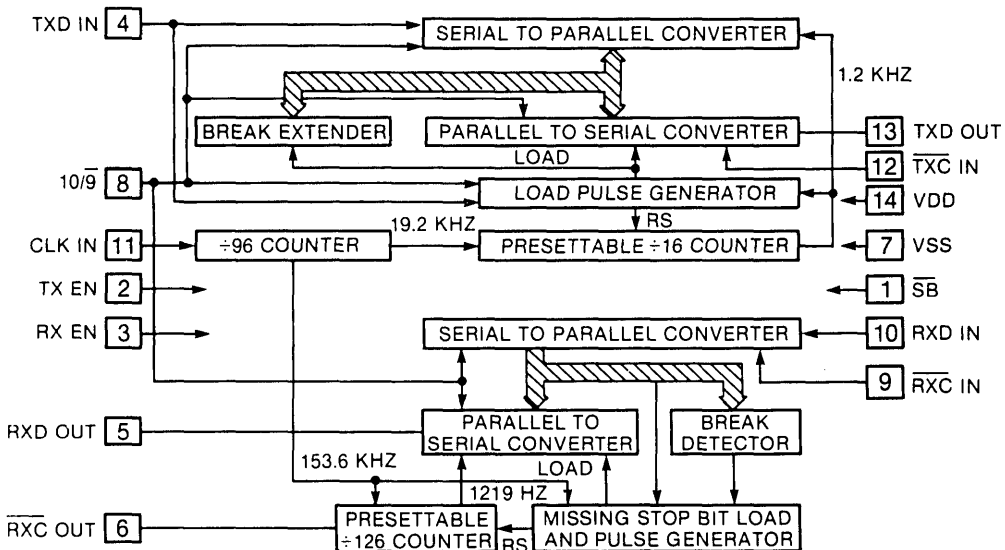 TXD IN 4
SERIAL TO PARALLEL CONVERTER
1.2 KHZ
BREAK EXTENDER
PARALLEL TO SERIAL CONVERTER
13 TXD OUT
LOAD
12 T̅X̅C̅ IN
10/9̅ 8
LOAD PULSE GENERATOR
14 VDD
19.2 KHZ
RS
CLK IN 11
÷96 COUNTER
PRESETTABLE ÷16 COUNTER
7 VSS
TX EN 2
1 S̅B̅
RX EN 3
SERIAL TO PARALLEL CONVERTER
10 RXD IN
9 R̅X̅C̅ IN
RXD OUT 5
PARALLEL TO
SERIAL CONVERTER
BREAK
DETECTOR
153.6 KHZ
LOAD
1219 HZ
R̅X̅C̅ OUT 6
PRESETTABLE
÷126 COUNTER
RS
MISSING STOP BIT LOAD
AND PULSE GENERATOR